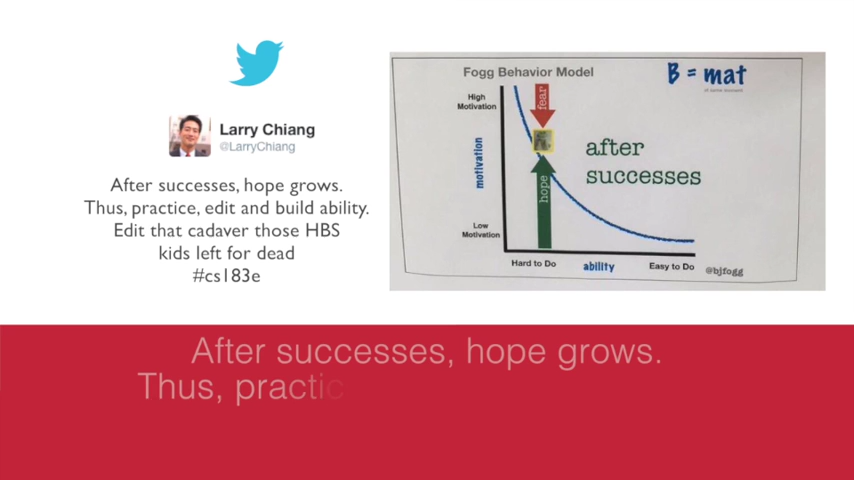 Larry Chiang
@LarryChiang
After successes, hope grows.
Thus, practice, edit and build ability.
Edit that cadaver those HBS
kids left for dead
#cs183e
Fogg Behavior Model
B = mat
High
Motivation
fear
motivation
after
successes
hope
Low
Motivation
Hard to Do
ability
Easy to Do
@bjfogg
After successes, hope grows.
Thus, practic